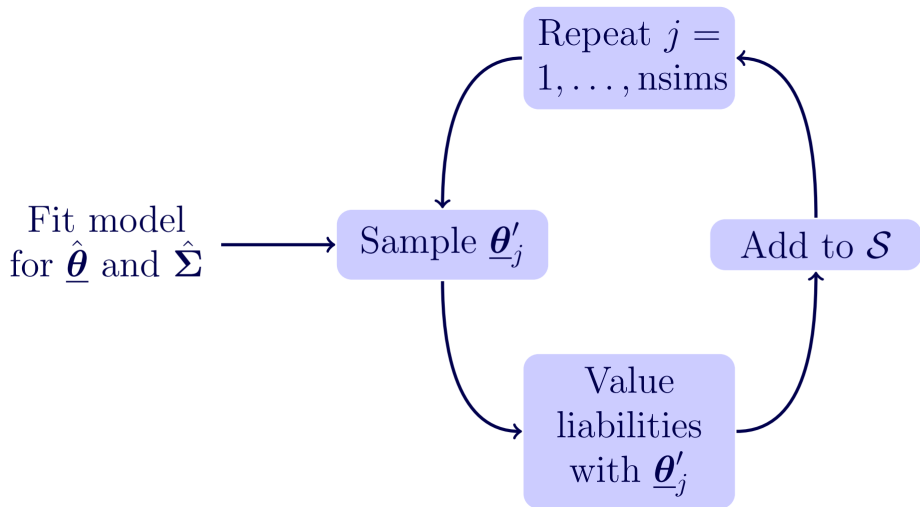 Repeat j =
1, . . . , nsims
Fit model
for θ̲̂ and Σ̂
Sample θ̲′ⱼ
Add to 𝓢
Value
liabilities
with θ̲′ⱼ